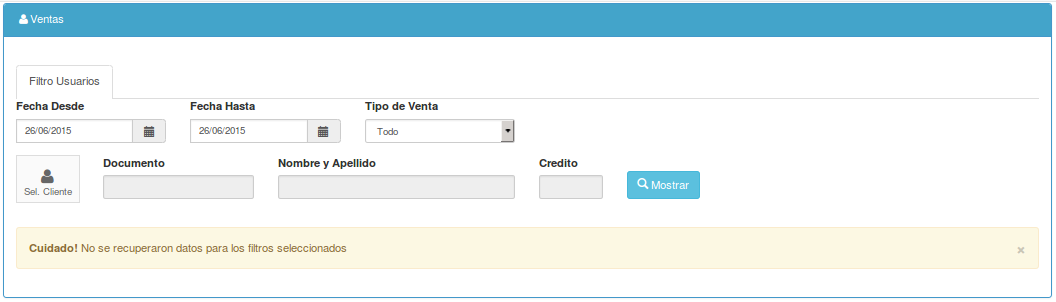 Ventas
Filtro Usuarios
Fecha Desde Fecha Hasta Tipo de Venta
26/06/2015 26/06/2015 Todo
Documento Nombre y Apellido Credito
Sel. Cliente Mostrar
Cuidado! No se recuperaron datos para los filtros seleccionados ×